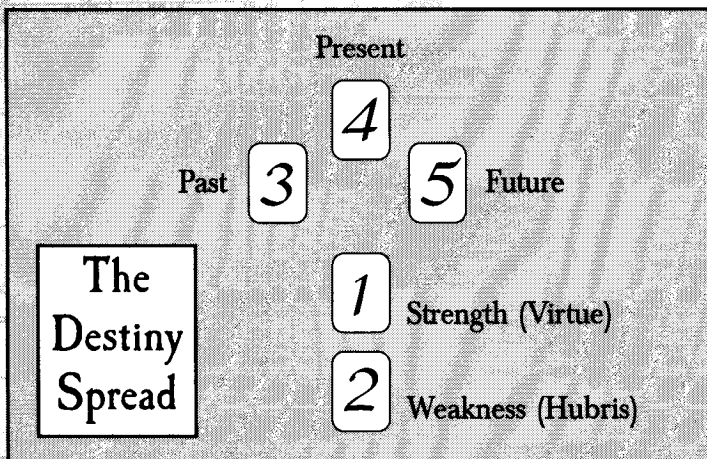 Present
4
Past 3 5 Future
The
Destiny
Spread
1 Strength (Virtue)
2 Weakness (Hubris)